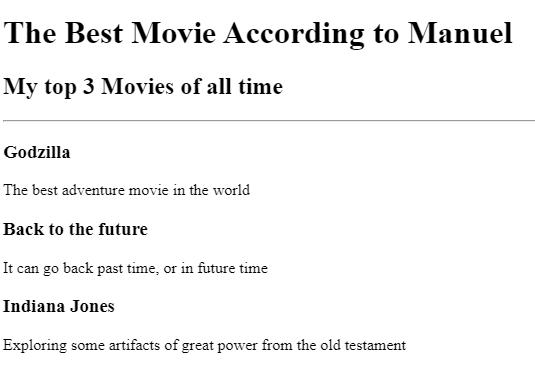 The Best Movie According to Manuel
My top 3 Movies of all time
Godzilla
The best adventure movie in the world
Back to the future
It can go back past time, or in future time
Indiana Jones
Exploring some artifacts of great power from the old testament